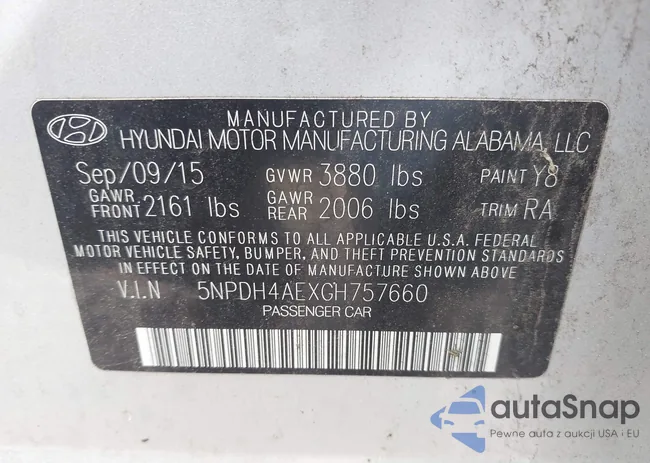 MANUFACTURED BY
HYUNDAI MOTOR MANUFACTURING ALABAMA, LLC
Sep/09/15 GVWR 3880 lbs PAINT Y8
GAWR FRONT 2161 lbs GAWR REAR 2006 lbs TRIM RA
THIS VEHICLE CONFORMS TO ALL APPLICABLE U.S.A. FEDERAL
MOTOR VEHICLE SAFETY, BUMPER, AND THEFT PREVENTION STANDARDS
IN EFFECT ON THE DATE OF MANUFACTURE SHOWN ABOVE
V.I.N 5NPDH4AEXGH757660
PASSENGER CAR
autaSnap
Pewne auta z aukcji USA i EU